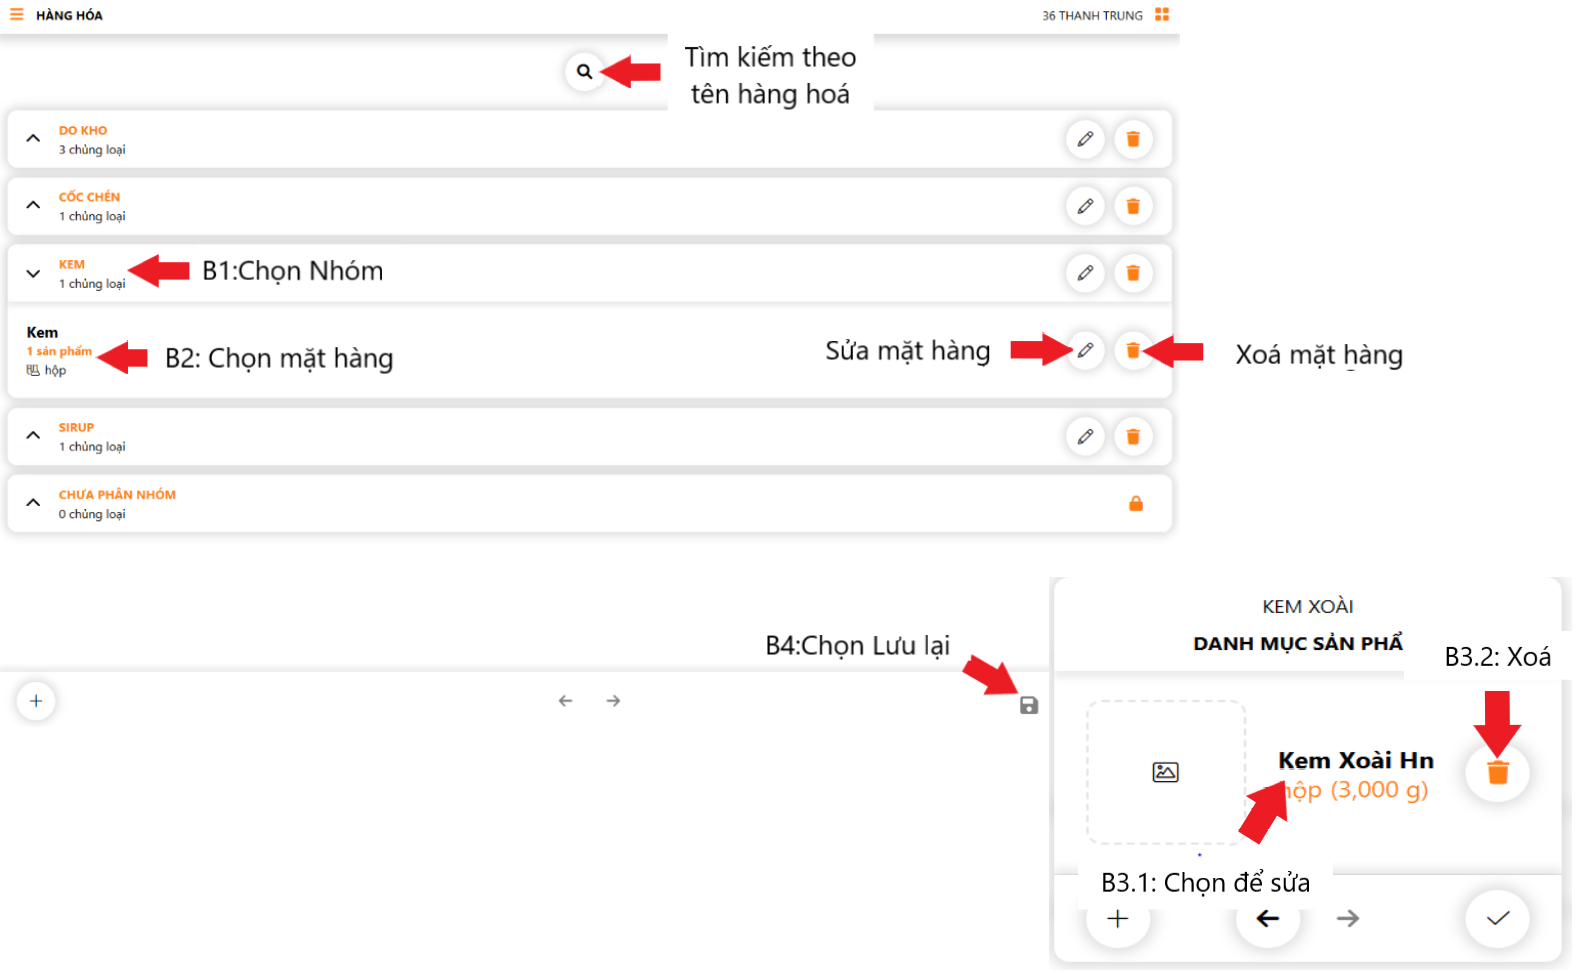 HÀNG HÓA
36 THANH TRUNG
Tìm kiếm theo
tên hàng hoá
DO KHO
3 chủng loại
CỐC CHÉN
1 chủng loại
KEM
1 chủng loại
B1:Chọn Nhóm
Kem
1 sản phẩm
hộp
B2: Chọn mặt hàng
Sửa mặt hàng
Xoá mặt hàng
SIRUP
1 chủng loại
CHƯA PHÂN NHÓM
0 chủng loại
B4:Chọn Lưu lại
KEM XOÀI
DANH MỤC SẢN PHẨ
B3.2: Xoá
Kem Xoài Hn
hộp (3,000 g)
B3.1: Chọn để sửa